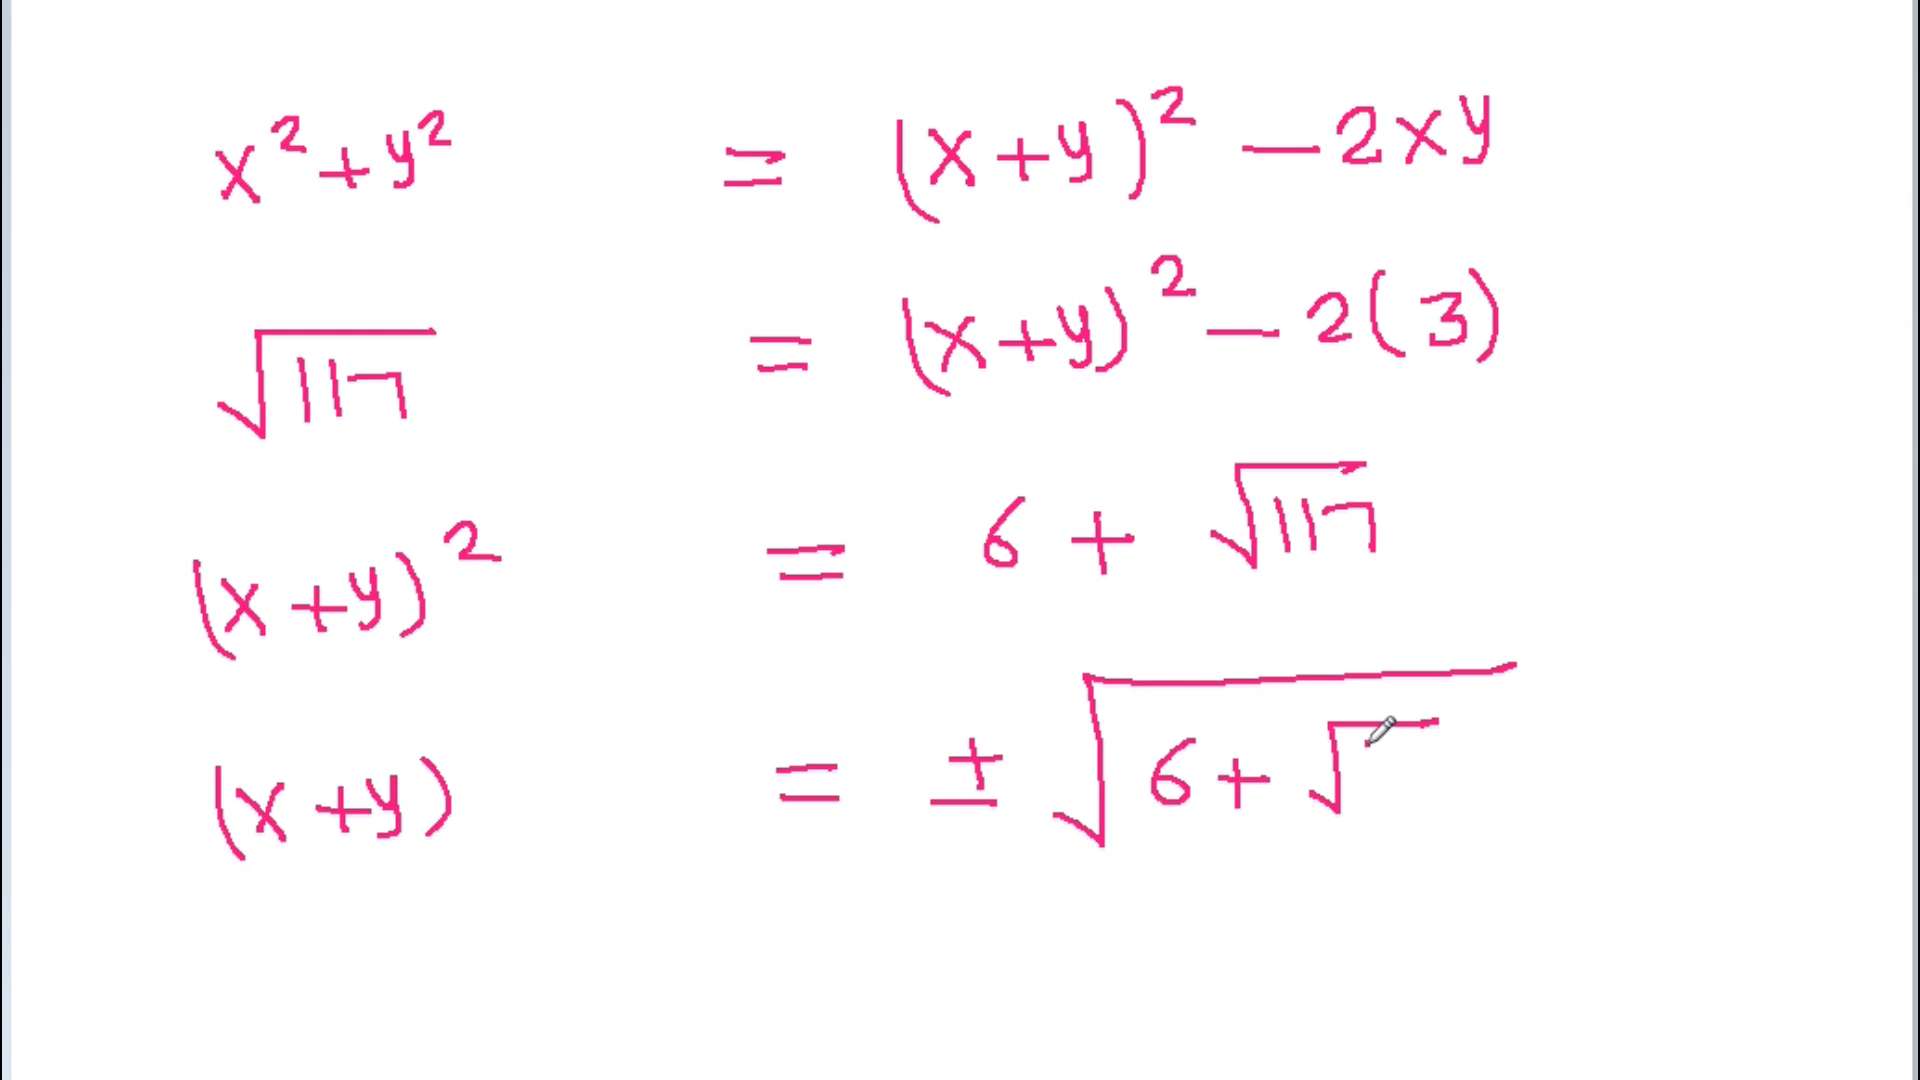 x² + y² = (x+y)² − 2xy
√117 = (x+y)² − 2(3)
(x+y)² = 6 + √117
(x+y) = ± √(6+√